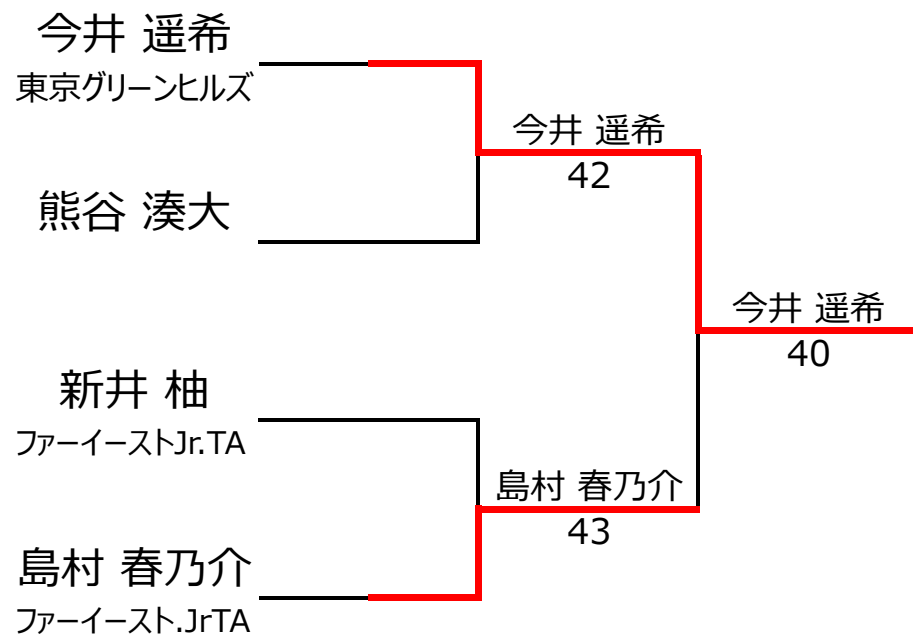 今井 遥希
東京グリーンヒルズ
今井 遥希
42
熊谷 湊大
今井 遥希
40
新井 柚
ファーイーストJr.TA
島村 春乃介
43
島村 春乃介
ファーイースト.JrTA